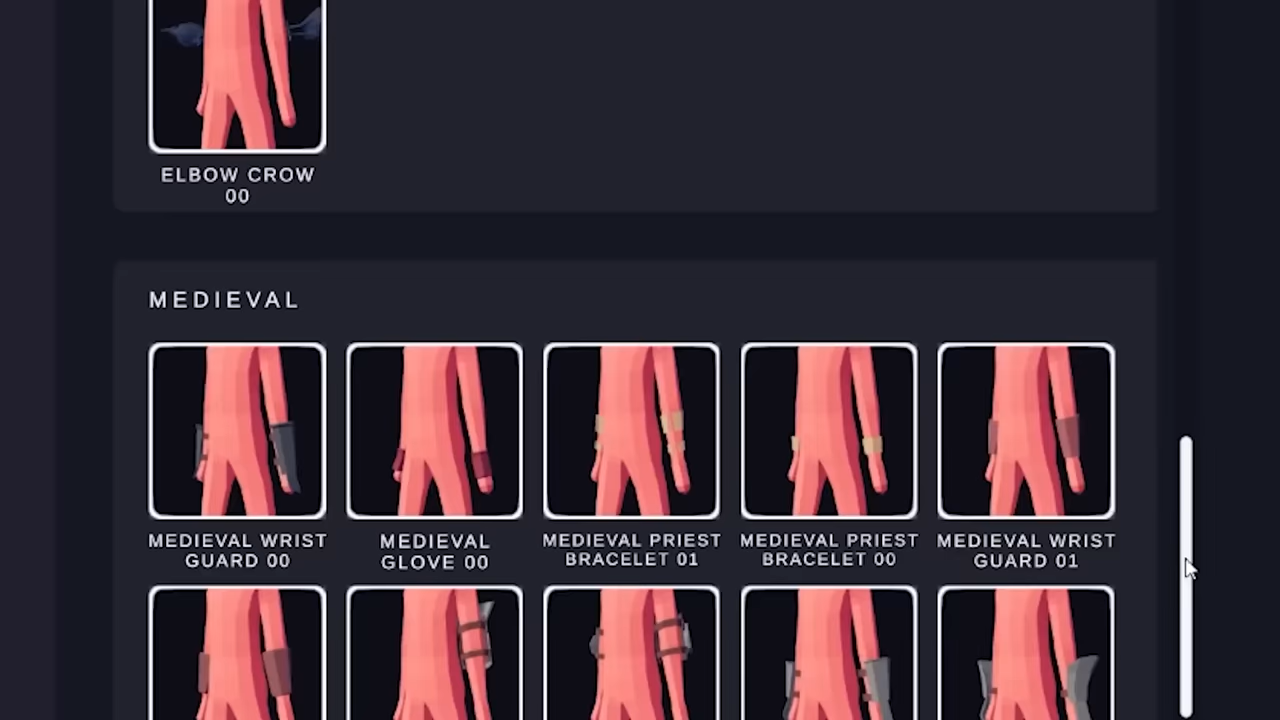 ELBOW CROW
00
MEDIEVAL
MEDIEVAL WRIST
GUARD 00
MEDIEVAL
GLOVE 00
MEDIEVAL PRIEST
BRACELET 01
MEDIEVAL PRIEST
BRACELET 00
MEDIEVAL WRIST
GUARD 01